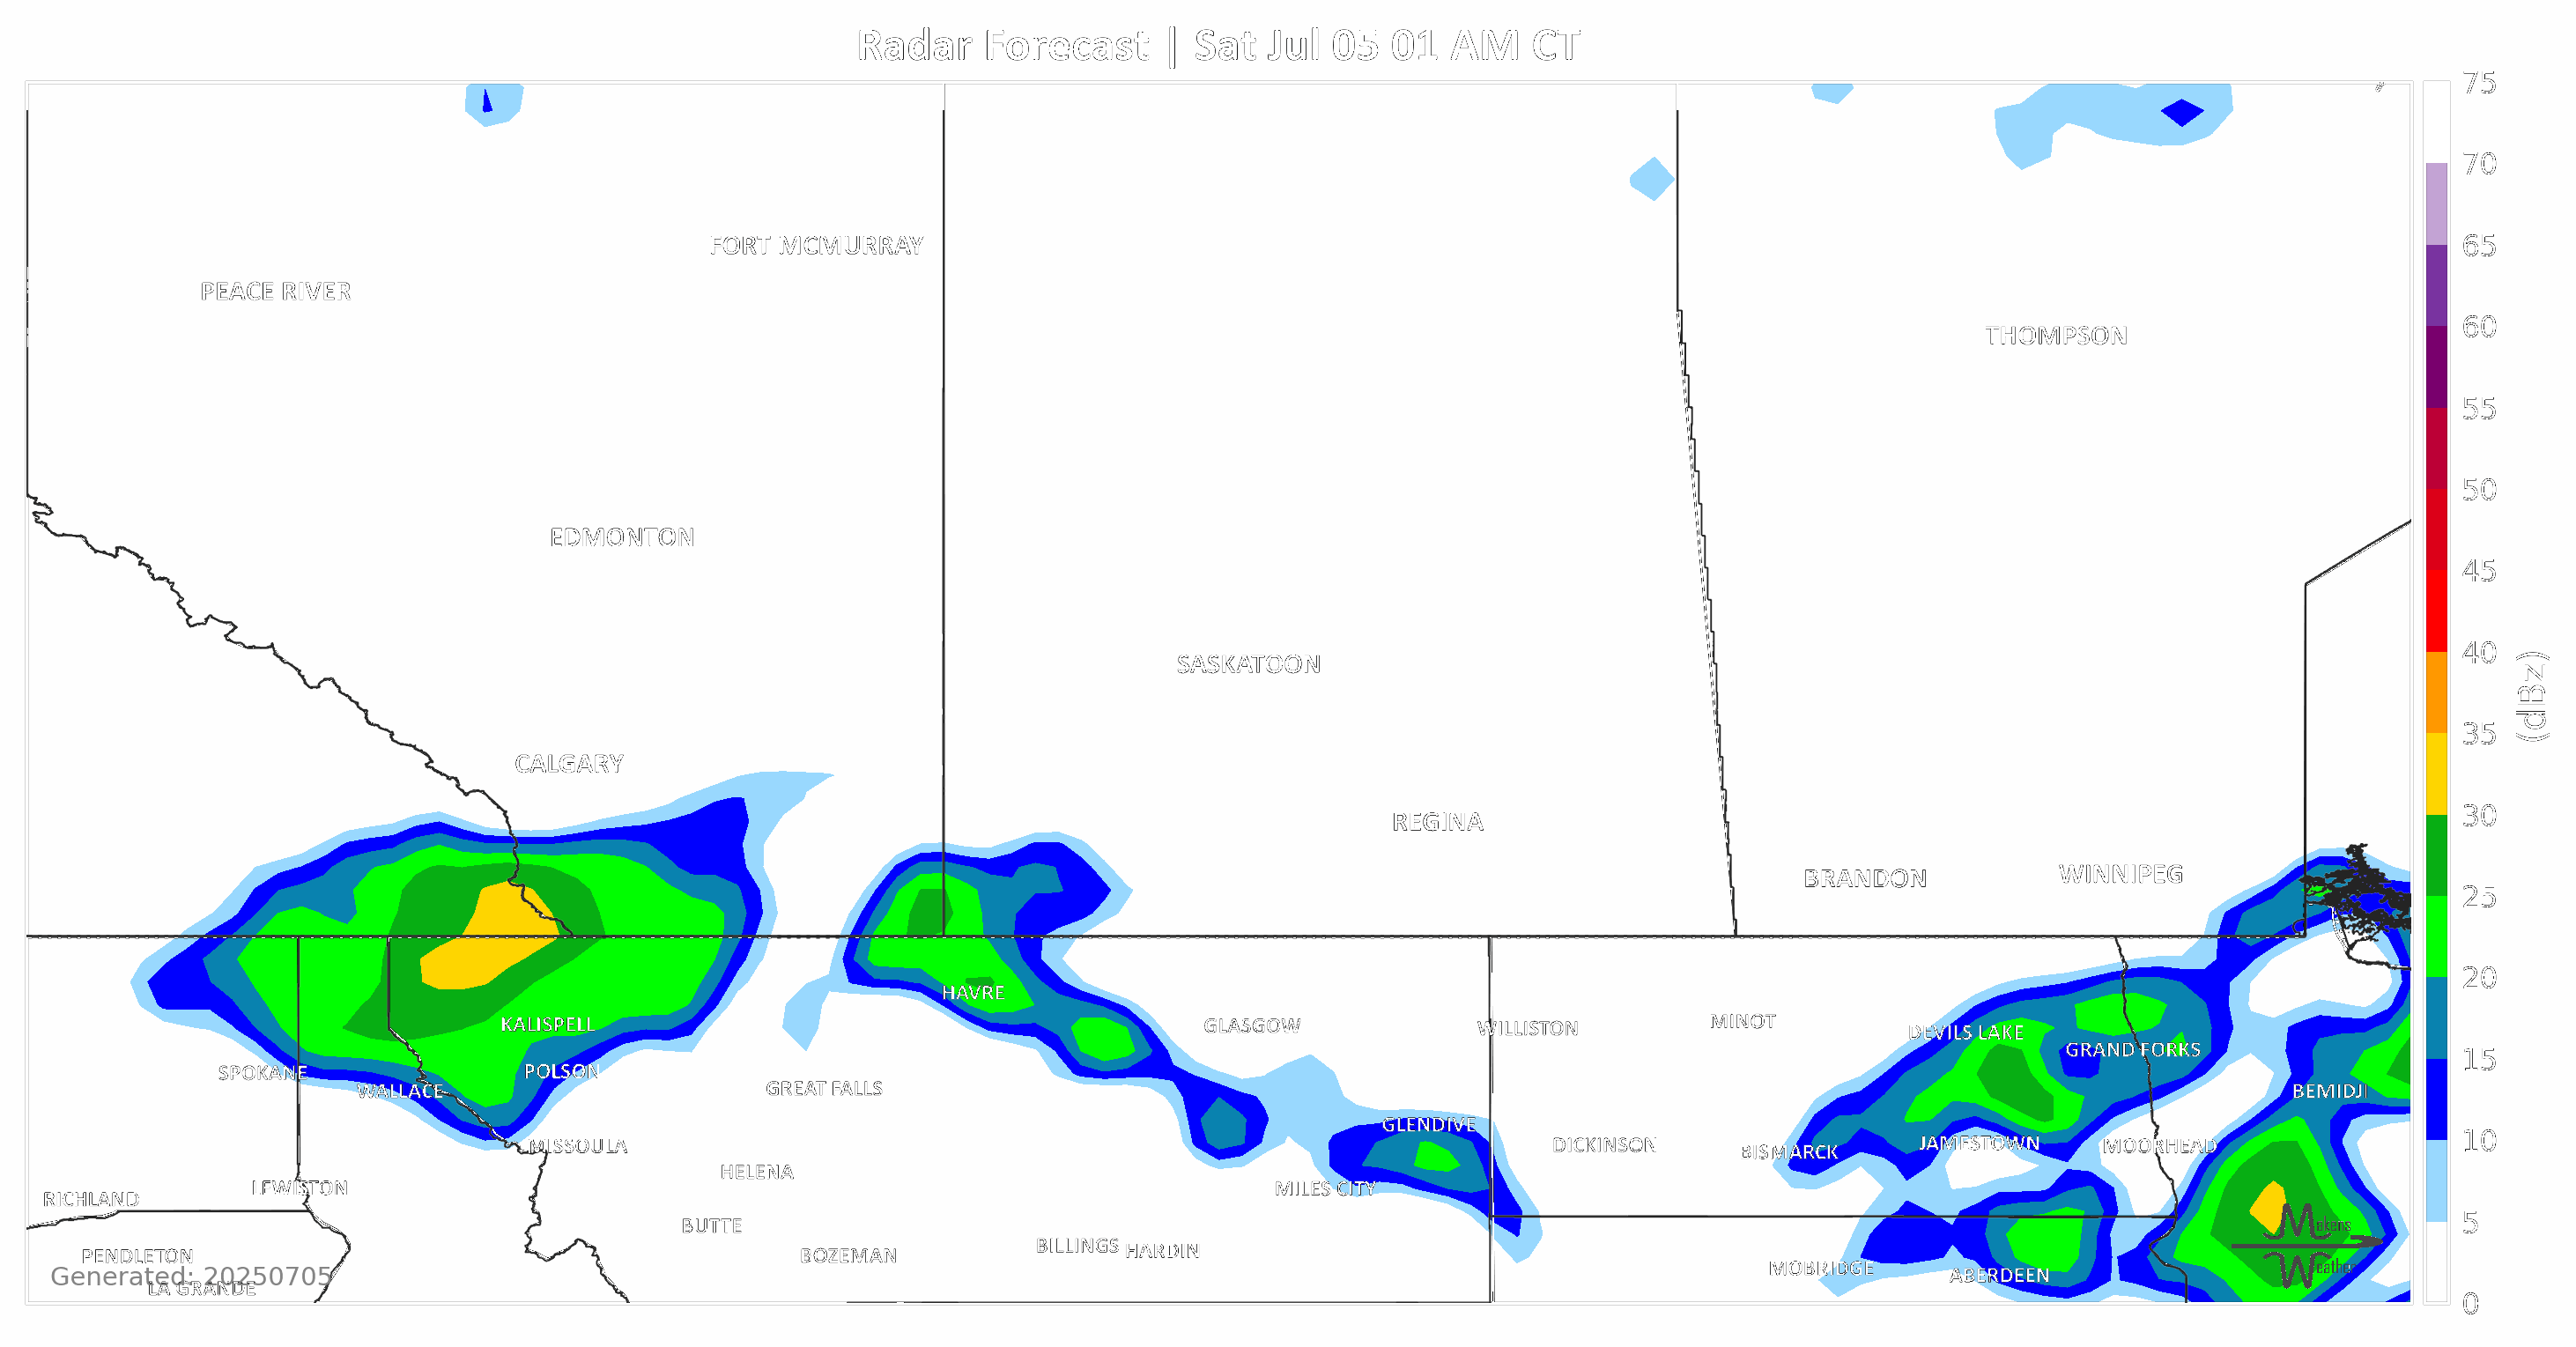 Radar Forecast | Sat Jul 05 01 AM CT
75
70
FORT MCMURRAY
65
PEACE RIVER
60
THOMPSON
55
50
EDMONTON
45
SASKATOON
40
(dBz)
CALGARY
35
REGINA
30
BRANDON
WINNIPEG
25
HAVRE
20
KALISPELL
GLASGOW
WILLISTON
MINOT
DEVILS LAKE
GRAND FORKS
15
SPOKANE
POLSON
WALLACE
GREAT FALLS
BEMIDJI
GLENDIVE
10
MISSOULA
DICKINSON
BISMARCK
JAMESTOWN
MOORHEAD
HELENA
LEWISTON
MILES CITY
RICHLAND
5
BUTTE
Makens
BILLINGS
HARDIN
PENDLETON
BOZEMAN
Weather
MOBRIDGE
ABERDEEN
Generated: 20250705
LA GRANDE
0